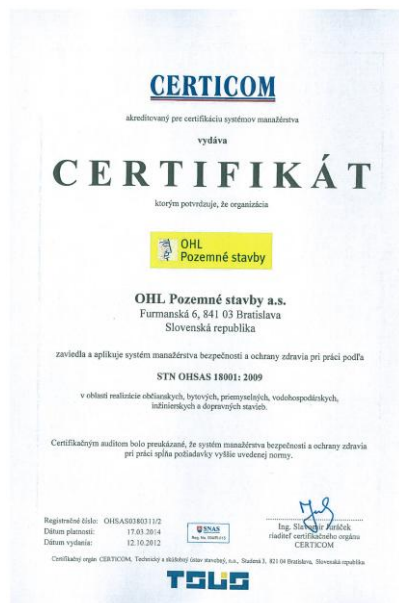 CERTICOM
akreditovaný pre certifikáciu systémov manažérstva
vydáva
CERTIFIKÁT
ktorým potvrdzuje, že organizácia
OHL
Pozemné stavby
OHL Pozemné stavby a.s.
Furmanská 6, 841 03 Bratislava
Slovenská republika
zaviedla a aplikuje systém manažérstva bezpečnosti a ochrany zdravia pri práci podľa
STN OHSAS 18001: 2009
v oblasti realizácie občianskych, bytových, priemyselných, vodohospodárskych,
inžinierskych a dopravných stavieb.
Certifikačným auditom bolo preukázané, že systém manažérstva bezpečnosti a ochrany zdravia
pri práci spĺňa požiadavky vyššie uvedenej normy.
Registračné číslo: OHSAS0380311/2
Dátum platnosti: 17.03.2014
Dátum vydania: 12.10.2012
SNAS
Ing. Slavomír Juráček
riaditeľ certifikačného orgánu
CERTICOM
Certifikačný orgán CERTICOM, Technický a skúšobný ústav stavebný, n.o., Studená 3, 821 04 Bratislava, Slovenská republika
TSUS